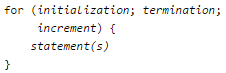 for (initialization; termination;
increment) {
statement(s)
}